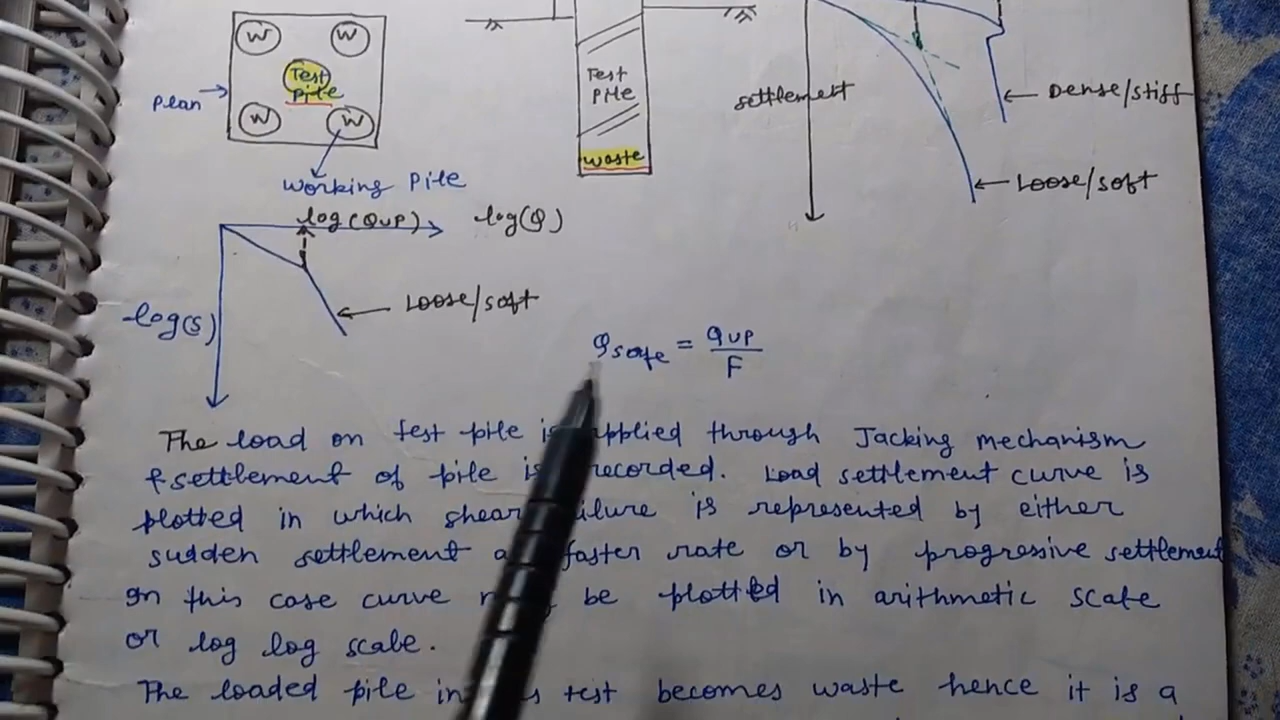 W W
Test
Pile
Plan
W W
Working Pile
Test
Pile
waste
settlement
Dense/stiff
Loose/soft
log(Qup) log(Q)
log(s)
Loose/soft
Qsafe = Qup / F
The load on test pile is applied through Jacking mechanism
& settlement of pile is recorded. Load settlement curve is
plotted in which shear failure is represented by either
sudden settlement faster rate or by progressive settlement
In this case curve be plotted in arithmetic scale
or log log scale.
The loaded pile in test becomes waste hence it is a